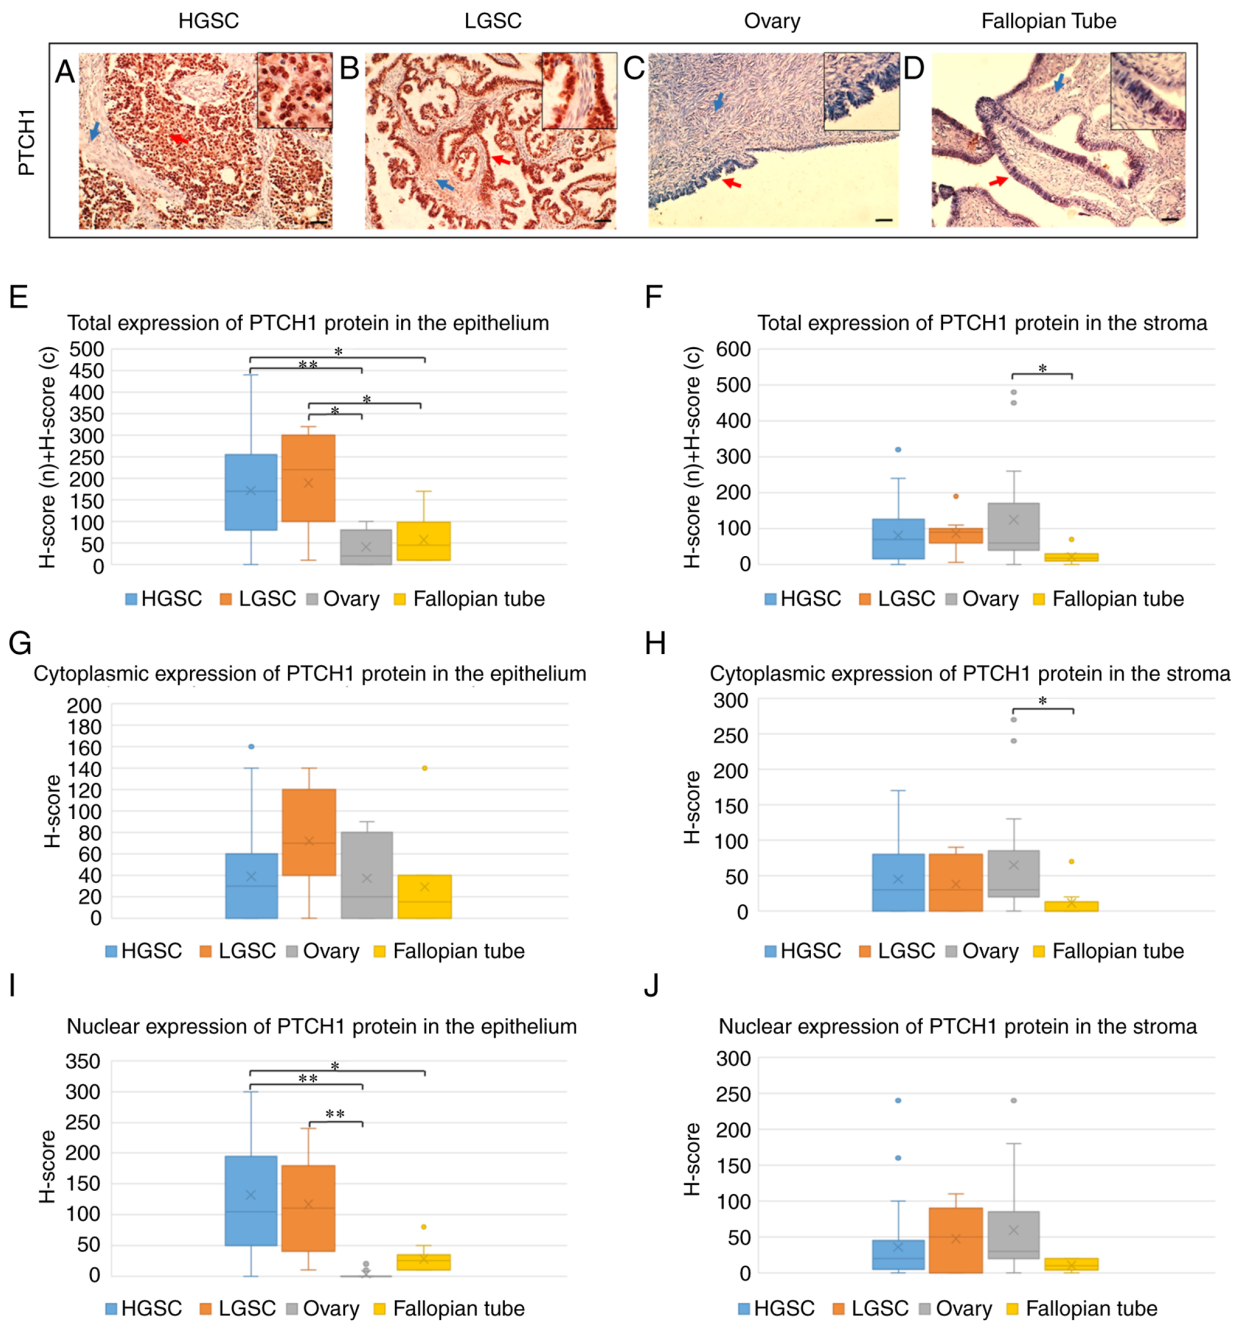 HGSC LGSC Ovary Fallopian Tube
PTCH1
A B C D
E
Total expression of PTCH1 protein in the epithelium
H-score (n)+H-score (c)
500
450
400
350
300
250
200
150
100
50
0
* ** * *
HGSC LGSC Ovary Fallopian tube
F
Total expression of PTCH1 protein in the stroma
H-score (n)+H-score (c)
600
500
400
300
200
100
0
*
HGSC LGSC Ovary Fallopian tube
G
Cytoplasmic expression of PTCH1 protein in the epithelium
H-score
200
180
160
140
120
100
80
60
40
20
0
HGSC LGSC Ovary Fallopian tube
H
Cytoplasmic expression of PTCH1 protein in the stroma
H-score
300
250
200
150
100
50
0
*
HGSC LGSC Ovary Fallopian tube
I
Nuclear expression of PTCH1 protein in the epithelium
H-score
350
300
250
200
150
100
50
0
* ** **
HGSC LGSC Ovary Fallopian tube
J
Nuclear expression of PTCH1 protein in the stroma
H-score
300
250
200
150
100
50
0
HGSC LGSC Ovary Fallopian tube